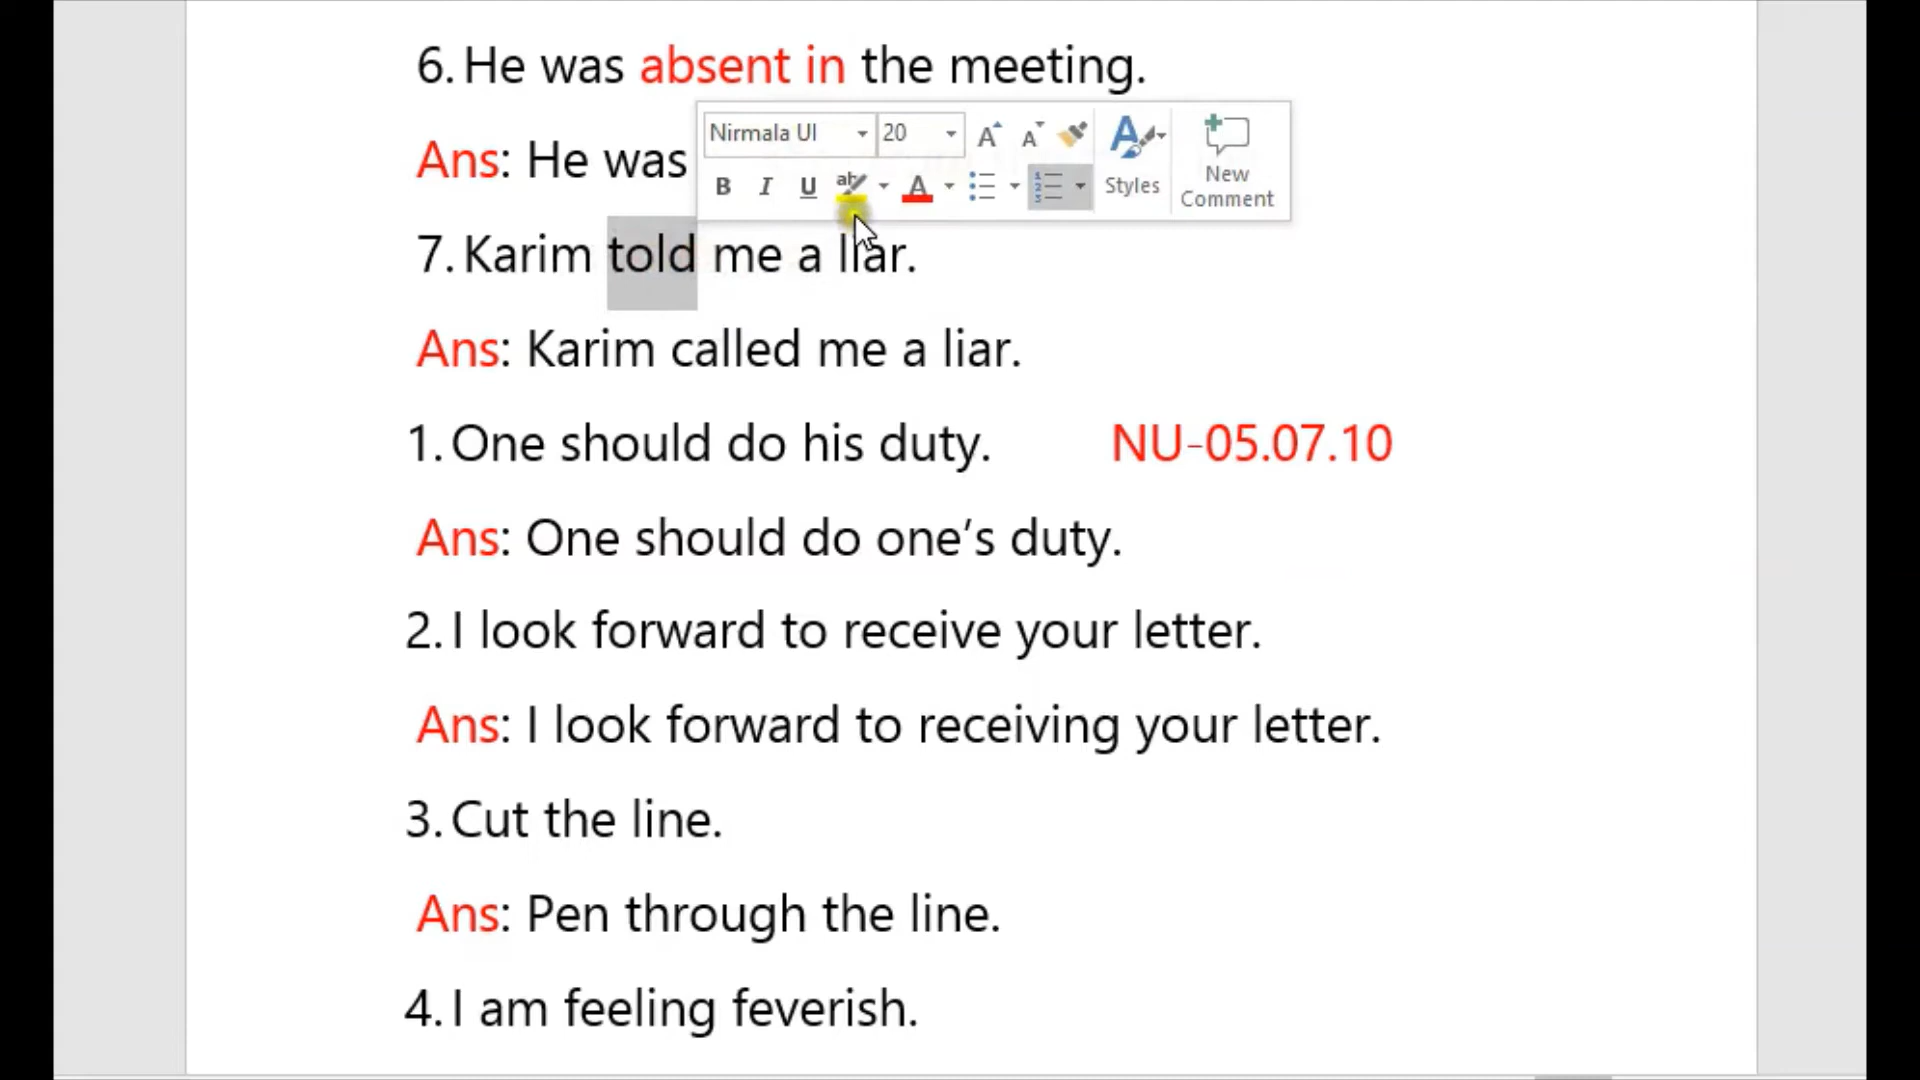 6. He was absent in the meeting.
Nirmala UI 20
Ans: He was
B I U ab A Styles New Comment
7. Karim told me a liar.
Ans: Karim called me a liar.
1. One should do his duty. NU-05.07.10
Ans: One should do one’s duty.
2. I look forward to receive your letter.
Ans: I look forward to receiving your letter.
3. Cut the line.
Ans: Pen through the line.
4. I am feeling feverish.